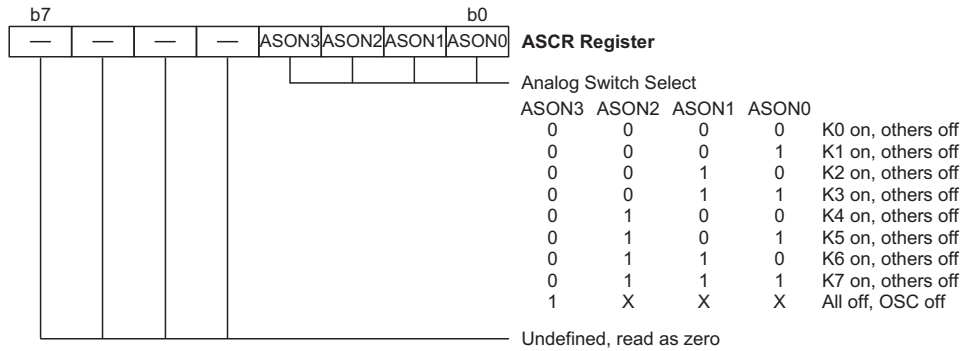 b7 b0
— — — — ASON3 ASON2 ASON1 ASON0 ASCR Register
Analog Switch Select
ASON3 ASON2 ASON1 ASON0
0 0 0 0 K0 on, others off
0 0 0 1 K1 on, others off
0 0 1 0 K2 on, others off
0 0 1 1 K3 on, others off
0 1 0 0 K4 on, others off
0 1 0 1 K5 on, others off
0 1 1 0 K6 on, others off
0 1 1 1 K7 on, others off
1 X X X All off, OSC off
Undefined, read as zero